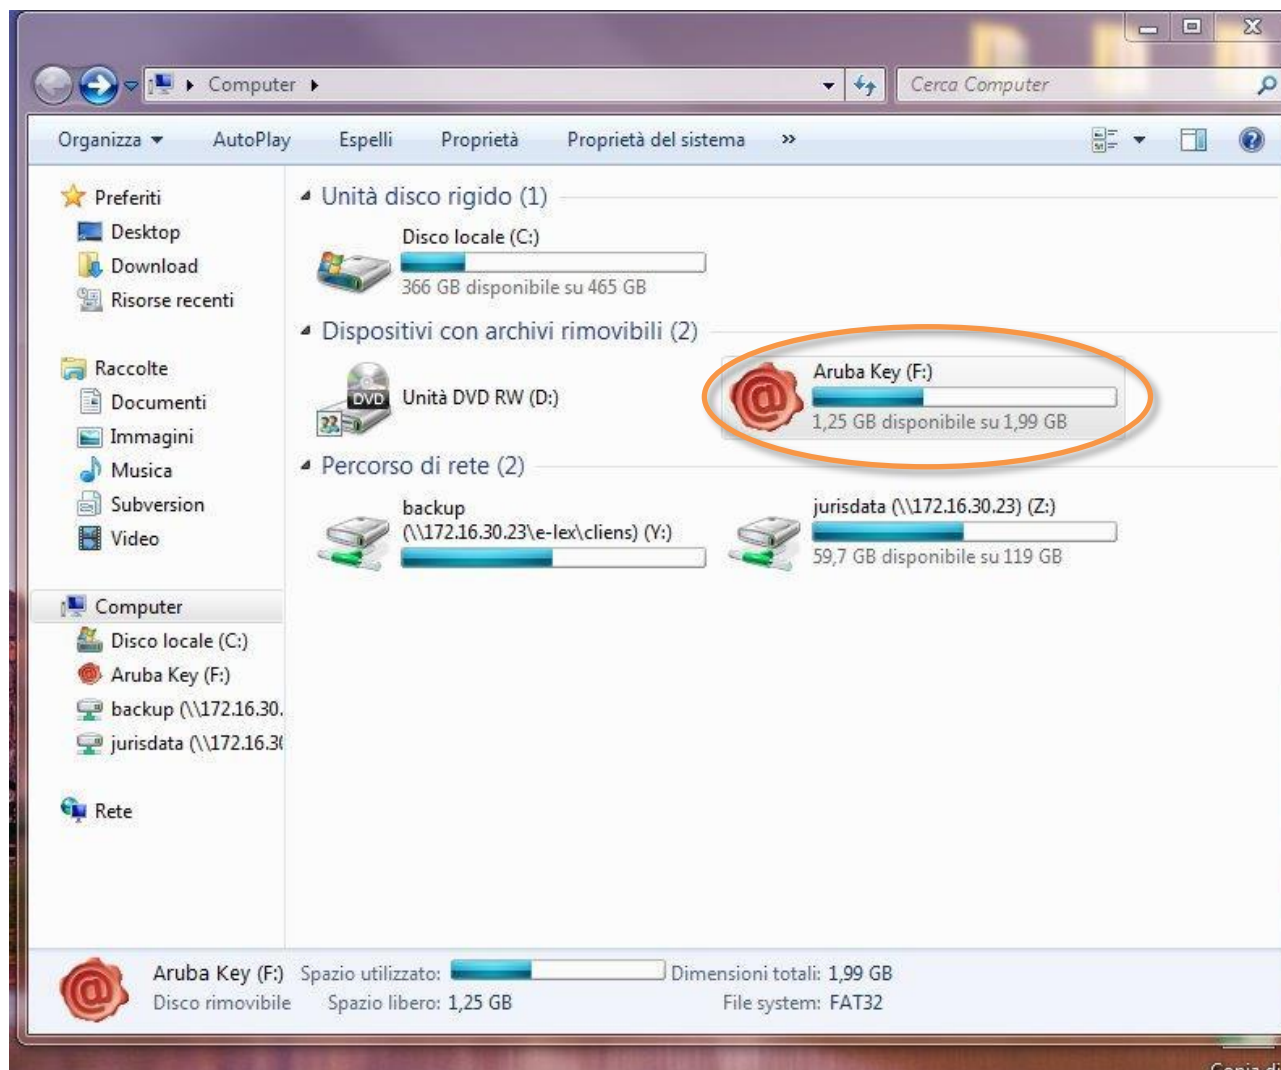 Computer
Cerca Computer
Organizza
AutoPlay
Espelli
Proprietà
Proprietà del sistema
»
Preferiti
Desktop
Download
Risorse recenti
Raccolte
Documenti
Immagini
Musica
Subversion
Video
Computer
Disco locale (C:)
Aruba Key (F:)
backup (\\172.16.30.
jurisdata (\\172.16.3
Rete
Unità disco rigido (1)
Disco locale (C:)
366 GB disponibile su 465 GB
Dispositivi con archivi rimovibili (2)
DVD
Unità DVD RW (D:)
Aruba Key (F:)
1,25 GB disponibile su 1,99 GB
Percorso di rete (2)
backup
(\\172.16.30.23\e-lex\cliens) (Y:)
jurisdata (\\172.16.30.23) (Z:)
59,7 GB disponibile su 119 GB
Aruba Key (F:) Spazio utilizzato: Dimensioni totali: 1,99 GB
Disco rimovibile Spazio libero: 1,25 GB File system: FAT32